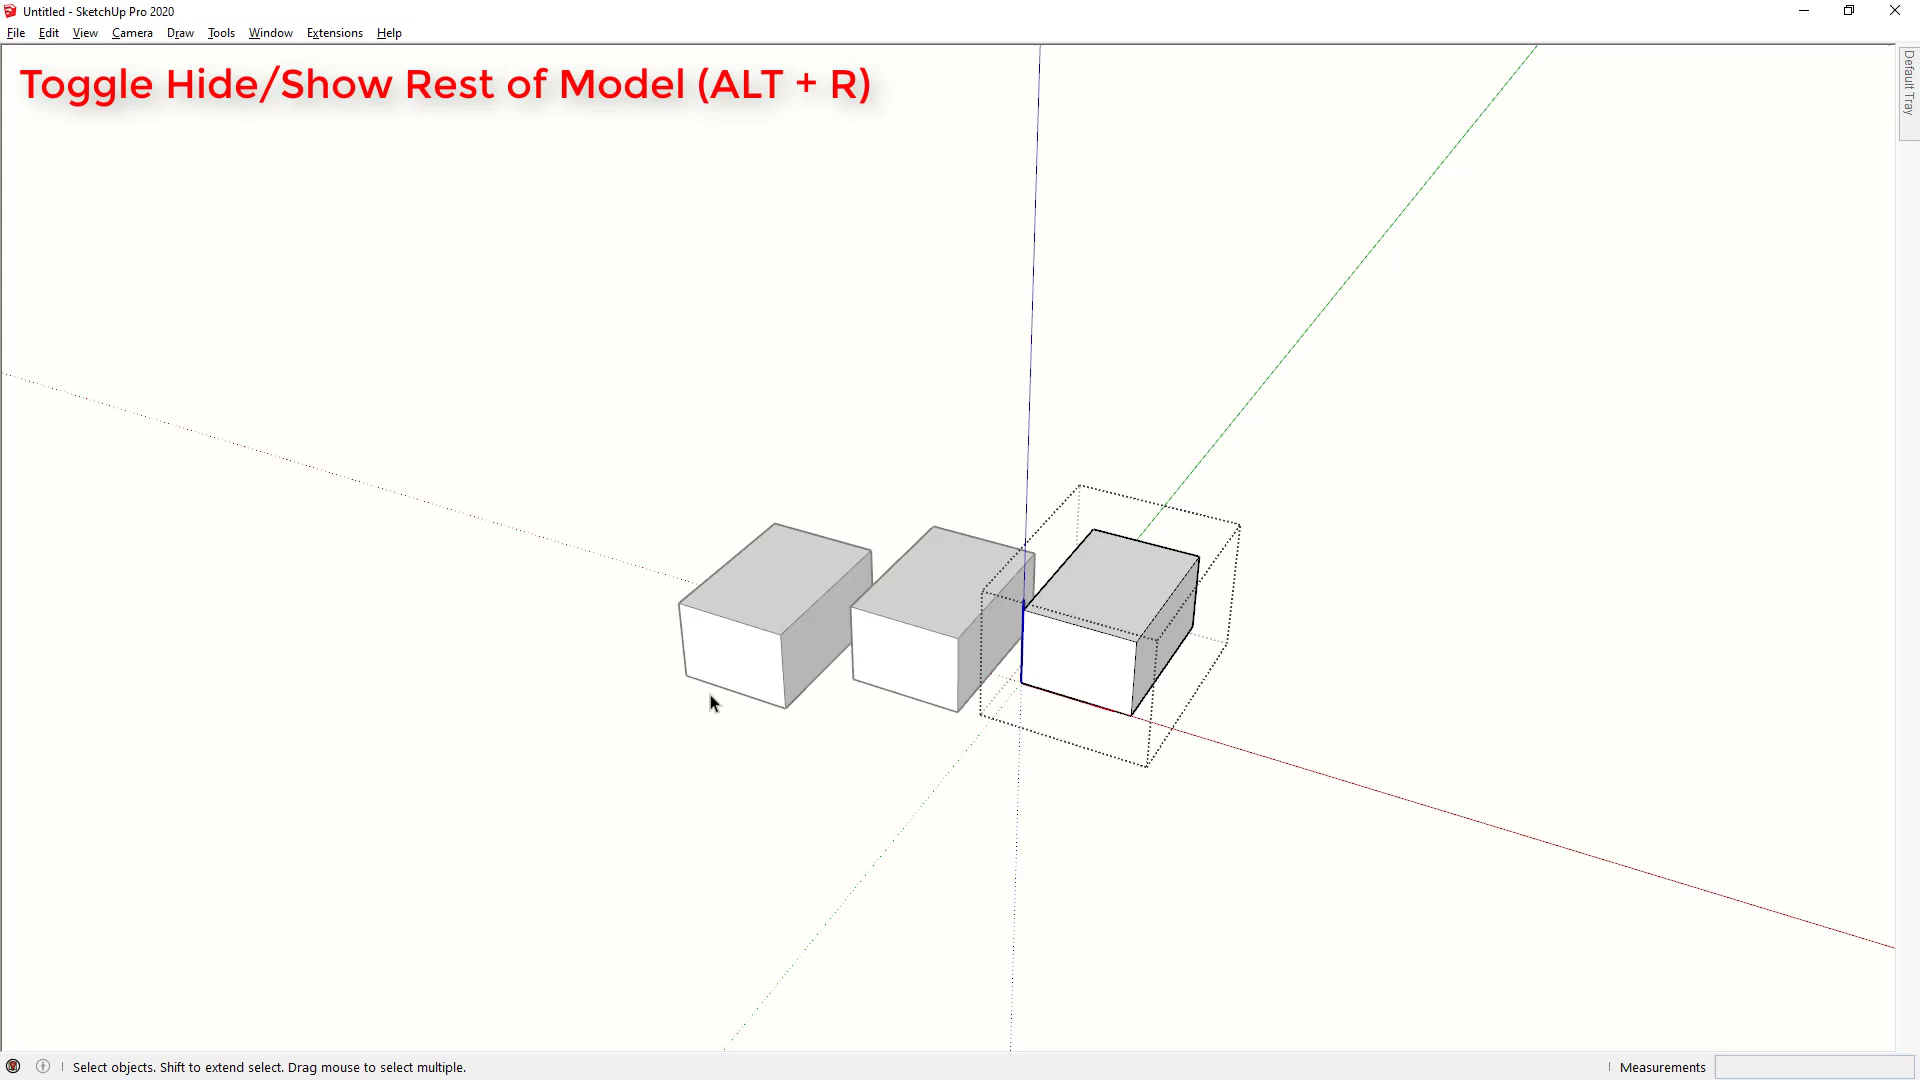 Untitled - SketchUp Pro 2020
File Edit View Camera Draw Tools Window Extensions Help
Toggle Hide/Show Rest of Model (ALT + R)
Default Tray
Select objects. Shift to extend select. Drag mouse to select multiple.
Measurements